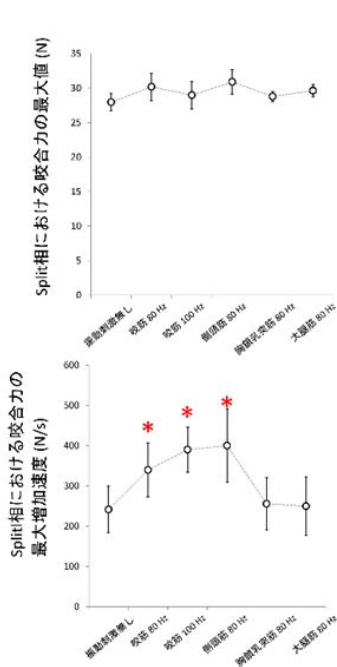 Split相における咬合力の最大値 (N)
35
30
25
20
15
10
5
0
振動刺激無し
咬筋 80 Hz
咬筋 100 Hz
側頭筋 80 Hz
胸鎖乳突筋 80 Hz
大腿筋 80 Hz
Splitl相における咬合力の
最大増加速度 (N/s)
600
500
400
300
200
100
0
*
*
*
振動刺激無し
咬筋 80 Hz
咬筋 100 Hz
側頭筋 80 Hz
胸鎖乳突筋 80 Hz
大腿筋 80 Hz